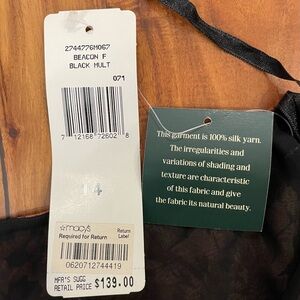 2744776M067
BEACON F
BLACK MULT
071
7 12168 72602 8
14
☆macy's
Required for Return
Return
Label
0620712744419
MFR'S SUGG
RETAIL PRICE $139.00
This garment is 100% silk yarn.
The irregularities and
variations of shading and
texture are characteristic
of this fabric and give
the fabric its natural beauty.